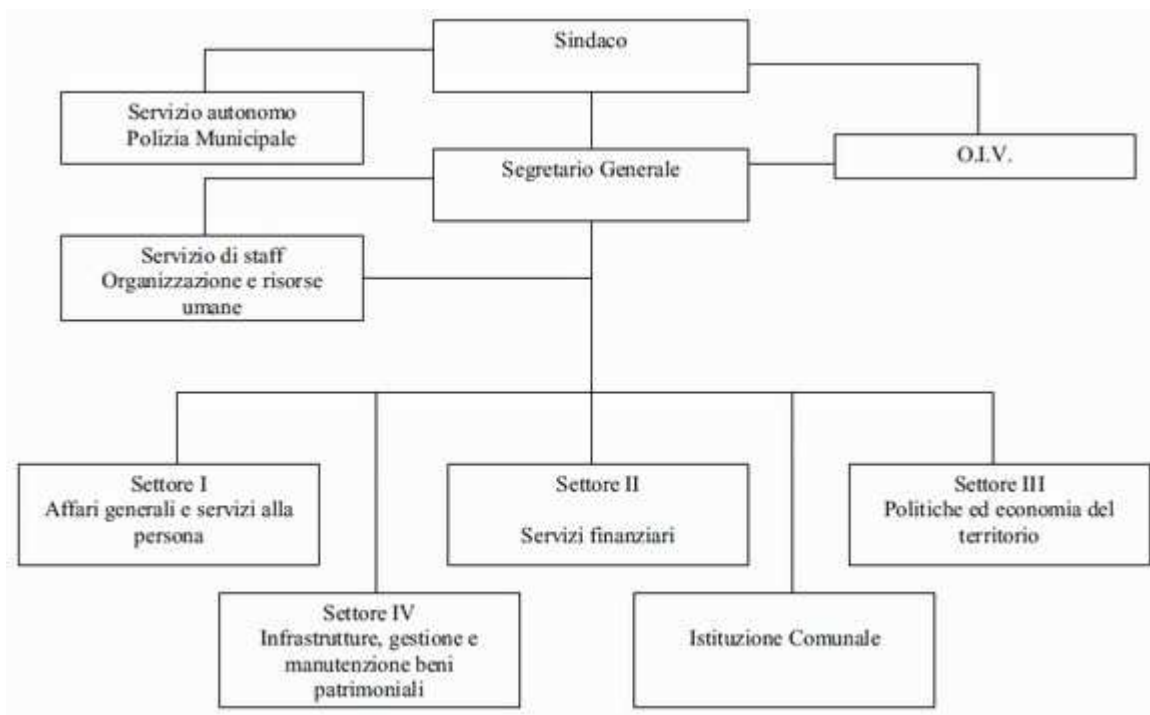 Sindaco
Servizio autonomo
Polizia Municipale
O.I.V.
Segretario Generale
Servizio di staff
Organizzazione e risorse
umane
Settore I
Affari generali e servizi alla
persona
Settore II
Servizi finanziari
Settore III
Politiche ed economia del
territorio
Settore IV
Infrastrutture, gestione e
manutenzione beni
patrimoniali
Istituzione Comunale